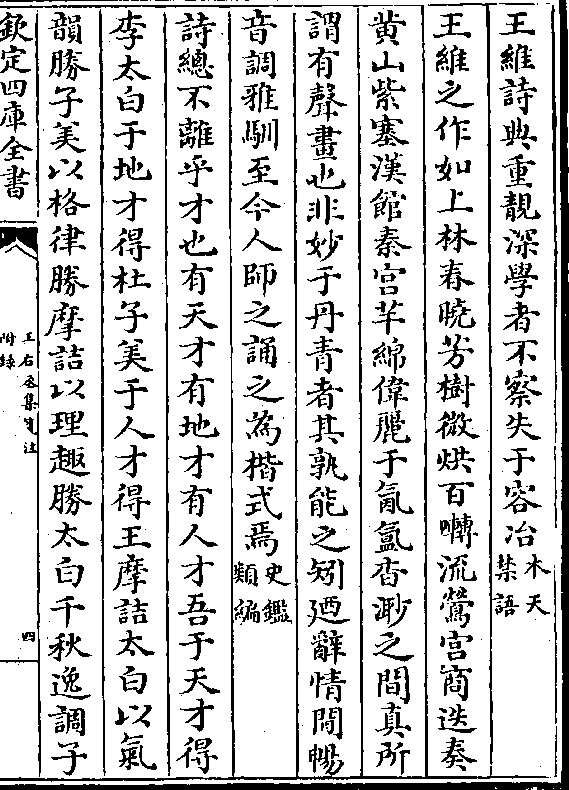 王維詩典重靚深學者不察失于容冶木天禁語
王維之作如上林春曉芳樹微烘百囀流鶯宫商迭奏
黄山紫塞漢館秦宫芊綿偉麗于氤氲杳渺之間真所
謂有聲畫也非妙于丹青者其孰能之矧廼辭情閒暢
音調雅馴至今人師之誦之為楷式焉史鑑類編
詩總不離乎才也有天才有地才有人才吾于天才得
李太白于地才得杜子美于人才得王摩詰太白以氣
韻勝子美以格律勝摩詰以理趣勝太白千秋逸調子
欽定四庫全書
王右丞集箋注
附錄
四